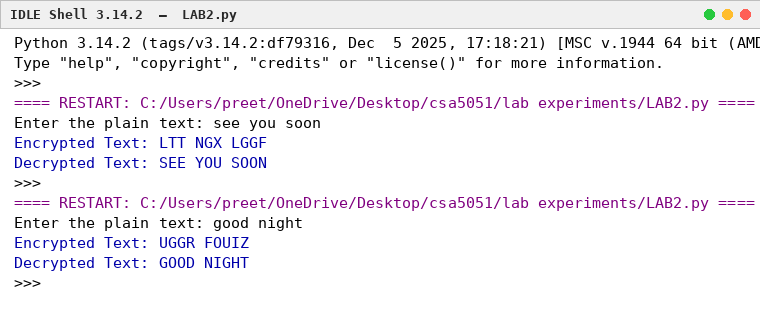 IDLE Shell 3.14.2  —  LAB2.py
Python 3.14.2 (tags/v3.14.2:df79316, Dec  5 2025, 17:18:21) [MSC v.1944 64 bit (AMD
Type "help", "copyright", "credits" or "license()" for more information.
>>>
==== RESTART: C:/Users/preet/OneDrive/Desktop/csa5051/lab experiments/LAB2.py ====
Enter the plain text: see you soon
Encrypted Text: LTT NGX LGGF
Decrypted Text: SEE YOU SOON
>>>
==== RESTART: C:/Users/preet/OneDrive/Desktop/csa5051/lab experiments/LAB2.py ====
Enter the plain text: good night
Encrypted Text: UGGR FOUIZ
Decrypted Text: GOOD NIGHT
>>>